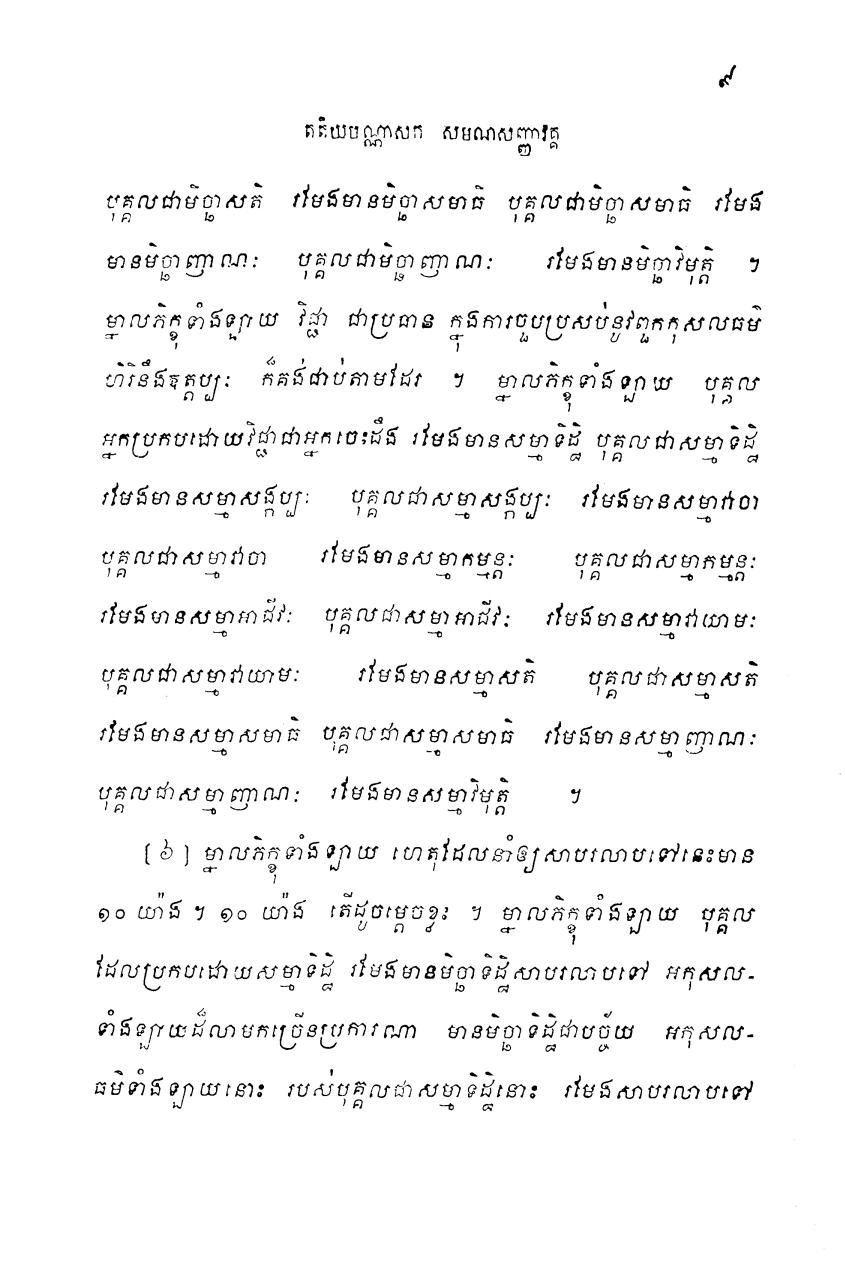 ៩
តតិយបណ្ណាសក សមណសញ្ញាវគ្គ
បុគ្គលជាមិច្ឆាសតិ រមែងមានមិច្ឆាសមាធិ បុគ្គលជាមិច្ឆាសមាធិ រមែង
មានមិច្ឆាញាណៈ បុគ្គលជាមិច្ឆាញាណៈ រមែងមានមិច្ឆាវិមុត្តិ ។
ម្នាលភិក្ខុទាំងឡាយ វិជ្ជា ជាប្រធាន ក្នុងការចួបប្រសប់នូវពួកកុសលធម៌
ហិរិនឹងឧត្តប្បៈ ក៏គង់ជាប់តាមដែរ ។ ម្នាលភិក្ខុទាំងឡាយ បុគ្គល
អ្នកប្រកបដោយវិជ្ជាជាអ្នកចេះដឹង រមែងមានសម្មាទិដ្ឋិ បុគ្គលជាសម្មាទិដ្ឋិ
រមែងមានសម្មាសង្កប្បៈ បុគ្គលជាសម្មាសង្កប្បៈ រមែងមានសម្មាវាចា
បុគ្គលជាសម្មាវាចា រមែងមានសម្មាកម្មន្តៈ បុគ្គលជាសម្មាកម្មន្តៈ
រមែងមានសម្មាអាជីវៈ បុគ្គលជាសម្មាអាជីវៈ រមែងមានសម្មាវាយាមៈ
បុគ្គលជាសម្មាវាយាមៈ រមែងមានសម្មាសតិ បុគ្គលជាសម្មាសតិ
រមែងមានសម្មាសមាធិ បុគ្គលជាសម្មាសមាធិ រមែងមានសម្មាញាណៈ
បុគ្គលជាសម្មាញាណៈ រមែងមានសម្មាវិមុត្តិ ។
[៦] ម្នាលភិក្ខុទាំងឡាយ ហេតុដែលនាំឲ្យសាបរលាបទៅនេះមាន
១០ យ៉ាង ។ ១០ យ៉ាង តើដូចម្តេចខ្លះ ។ ម្នាលភិក្ខុទាំងឡាយ បុគ្គល
ដែលប្រកបដោយសម្មាទិដ្ឋិ រមែងមានមិច្ឆាទិដ្ឋិសាបរលាបទៅ អកុសល-
ទាំងឡាយដ៏លាមកច្រើនប្រការណា មានមិច្ឆាទិដ្ឋិជាបច្ច័យ អកុសល-
ធម៌ទាំងឡាយនោះ របស់បុគ្គលជាសម្មាទិដ្ឋិនោះ រមែងសាបរលាបទៅ